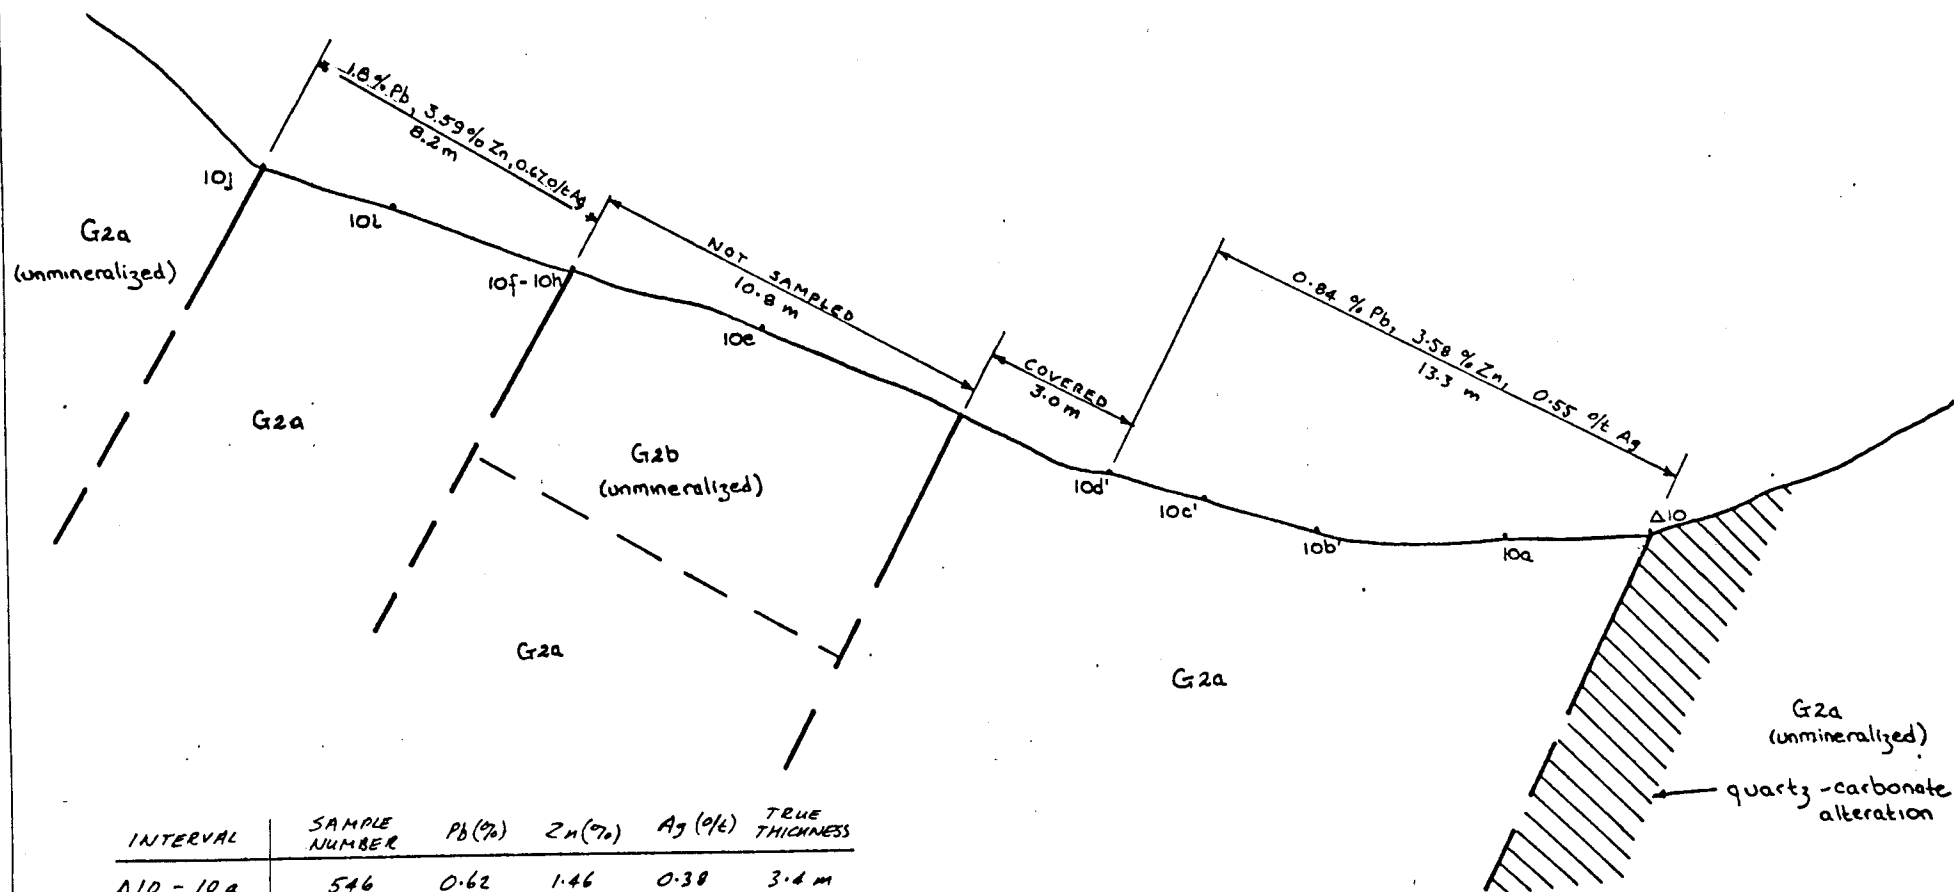 1.8% Pb, 3.59% Zn, 0.67 o/t Ag
8.2 m
10j
10i
G2a
(unmineralized)
10f-10h
NOT SAMPLED
10.8 m
10e
COVERED
3.0 m
0.84 % Pb, 3.58 % Zn, 0.55 o/t Ag
13.3 m
G2a
G2b
(unmineralized)
10d'
10c'
10b'
10a
Δ10
G2a
G2a
G2a
(unmineralized)
quartz-carbonate
alteration
INTERVAL SAMPLE NUMBER Pb (%) Zn (%) Ag (o/t) TRUE THICKNESS
Δ10 - 10a 546 0.62 1.46 0.38 3.4 m